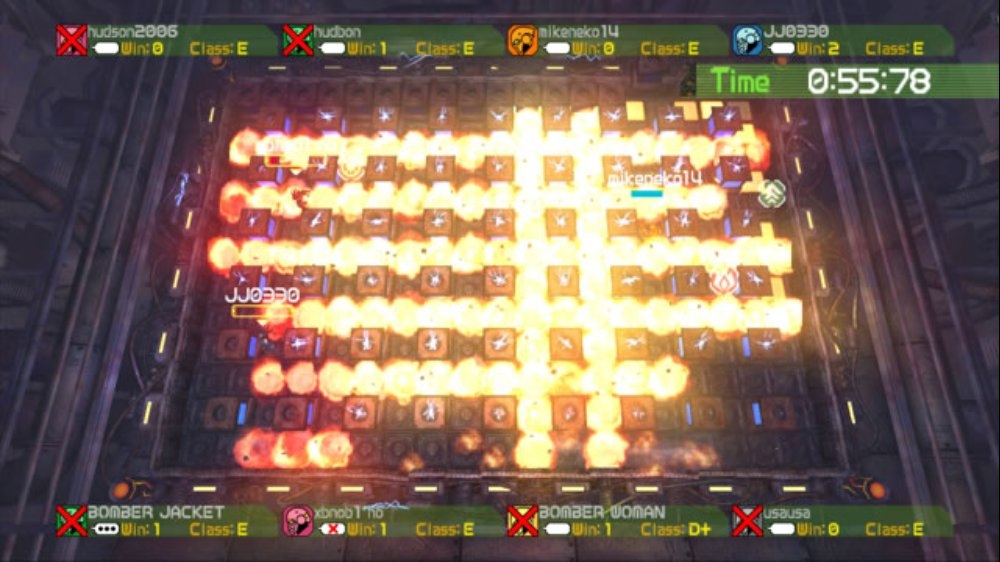 hudson2006 hudbon mikeneko14 JJ0330
Win:0 Class:E Win:1 Class:E Win:0 Class:E Win:2 Class:E
Time 0:55:78
mikeneko14
JJ0330
BOMBER JACKET xbnob1 no BOMBER WOMAN usausa
Win:1 Class:E Win:1 Class:E Win:1 Class:D+ Win:0 Class:E